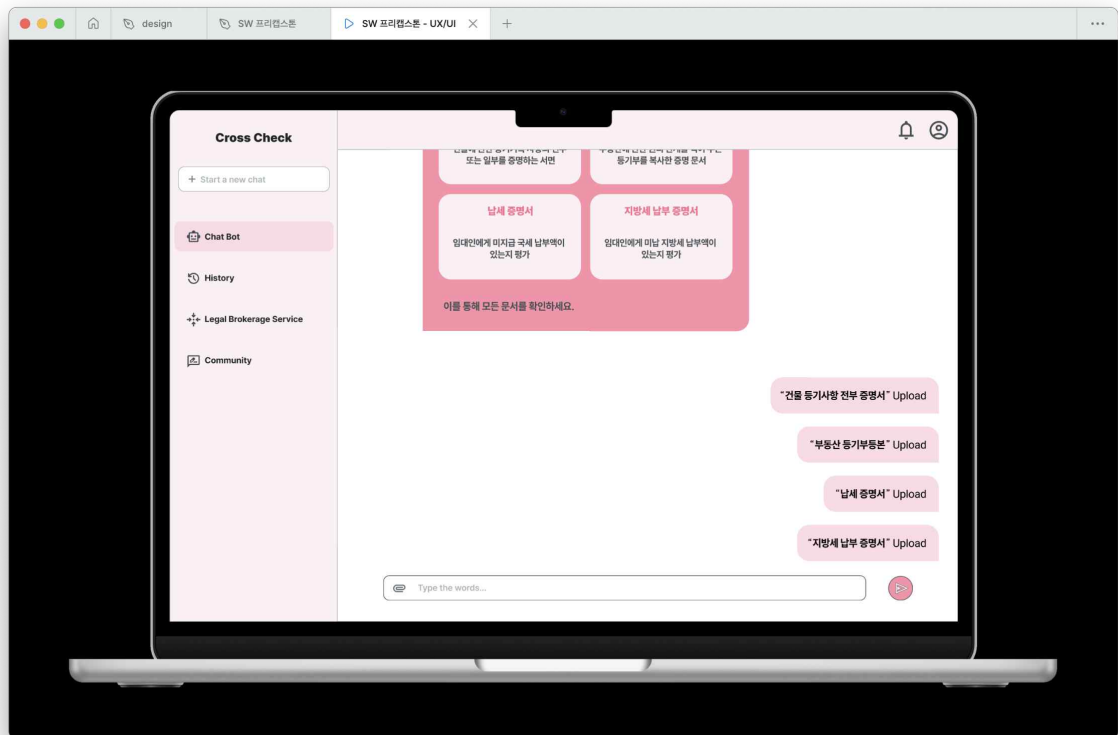 design
SW 프리캡스톤
SW 프리캡스톤 - UX/UI
Cross Check
+ Start a new chat
Chat Bot
History
Legal Brokerage Service
Community
또는 일부를 증명하는 서면
등기부를 복사한 증명 문서
납세 증명서
임대인에게 미지급 국세 납부액이
있는지 평가
지방세 납부 증명서
임대인에게 미납 지방세 납부액이
있는지 평가
이를 통해 모든 문서를 확인하세요.
“건물 등기사항 전부 증명서” Upload
“부동산 등기부등본” Upload
“납세 증명서” Upload
“지방세 납부 증명서” Upload
Type the words...